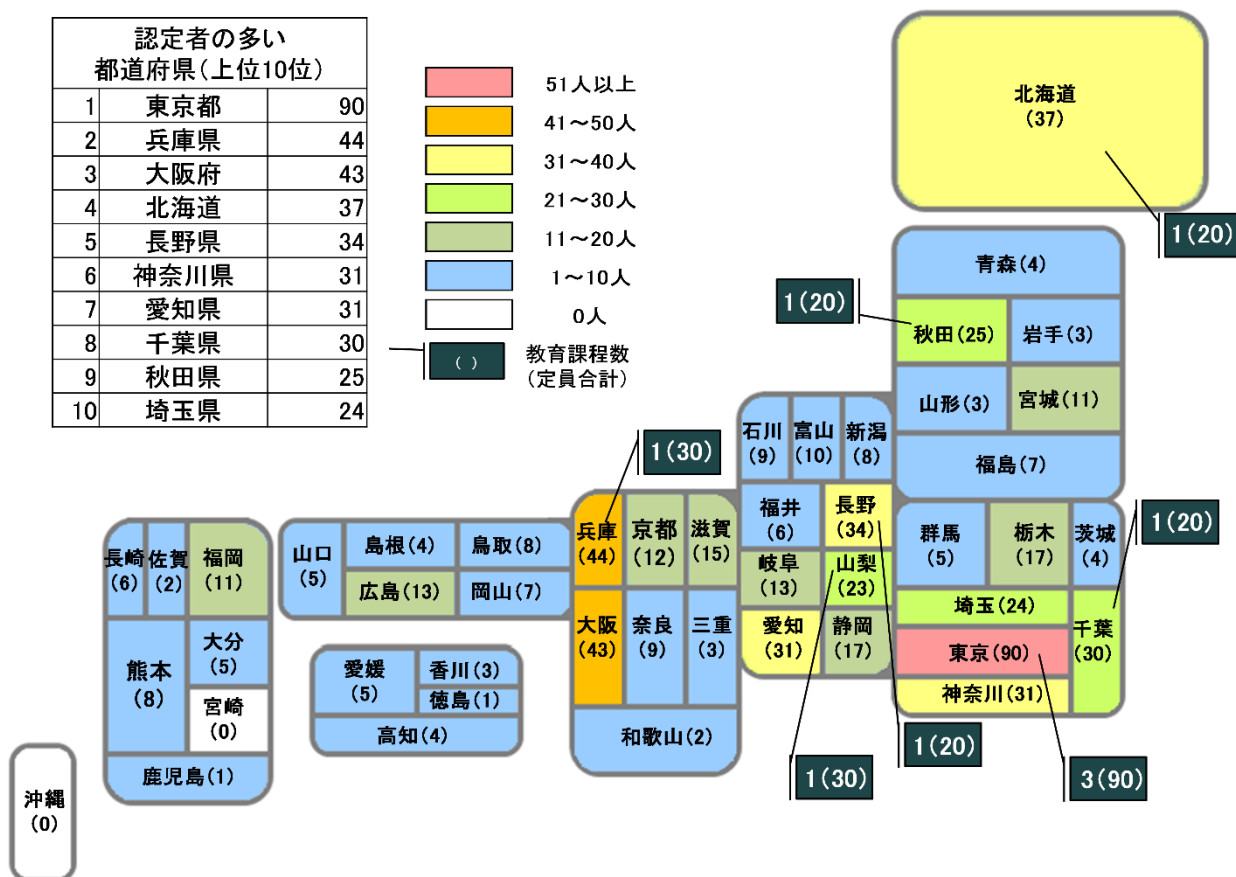 認定者の多い
都道府県(上位10位)
1 東京都 90
2 兵庫県 44
3 大阪府 43
4 北海道 37
5 長野県 34
6 神奈川県 31
7 愛知県 31
8 千葉県 30
9 秋田県 25
10 埼玉県 24
51人以上
41～50人
31～40人
21～30人
11～20人
1～10人
0人
( )
教育課程数
(定員合計)
北海道
(37)
1(20)
青森(4)
1(20)
秋田(25)
岩手(3)
山形(3)
宮城(11)
福島(7)
石川
(9)
富山
(10)
新潟
(8)
福井
(6)
長野
(34)
岐阜
(13)
山梨
(23)
愛知
(31)
静岡
(17)
1(30)
1(20)
群馬
(5)
栃木
(17)
茨城
(4)
1(20)
埼玉(24)
千葉
(30)
東京(90)
神奈川(31)
3(90)
1(30)
兵庫
(44)
京都
(12)
滋賀
(15)
大阪
(43)
奈良
(9)
三重
(3)
和歌山(2)
山口
(5)
島根(4)
鳥取(8)
広島(13)
岡山(7)
愛媛
(5)
香川(3)
徳島(1)
高知(4)
長崎
(6)
佐賀
(2)
福岡
(11)
熊本
(8)
大分
(5)
宮崎
(0)
鹿児島(1)
沖縄
(0)